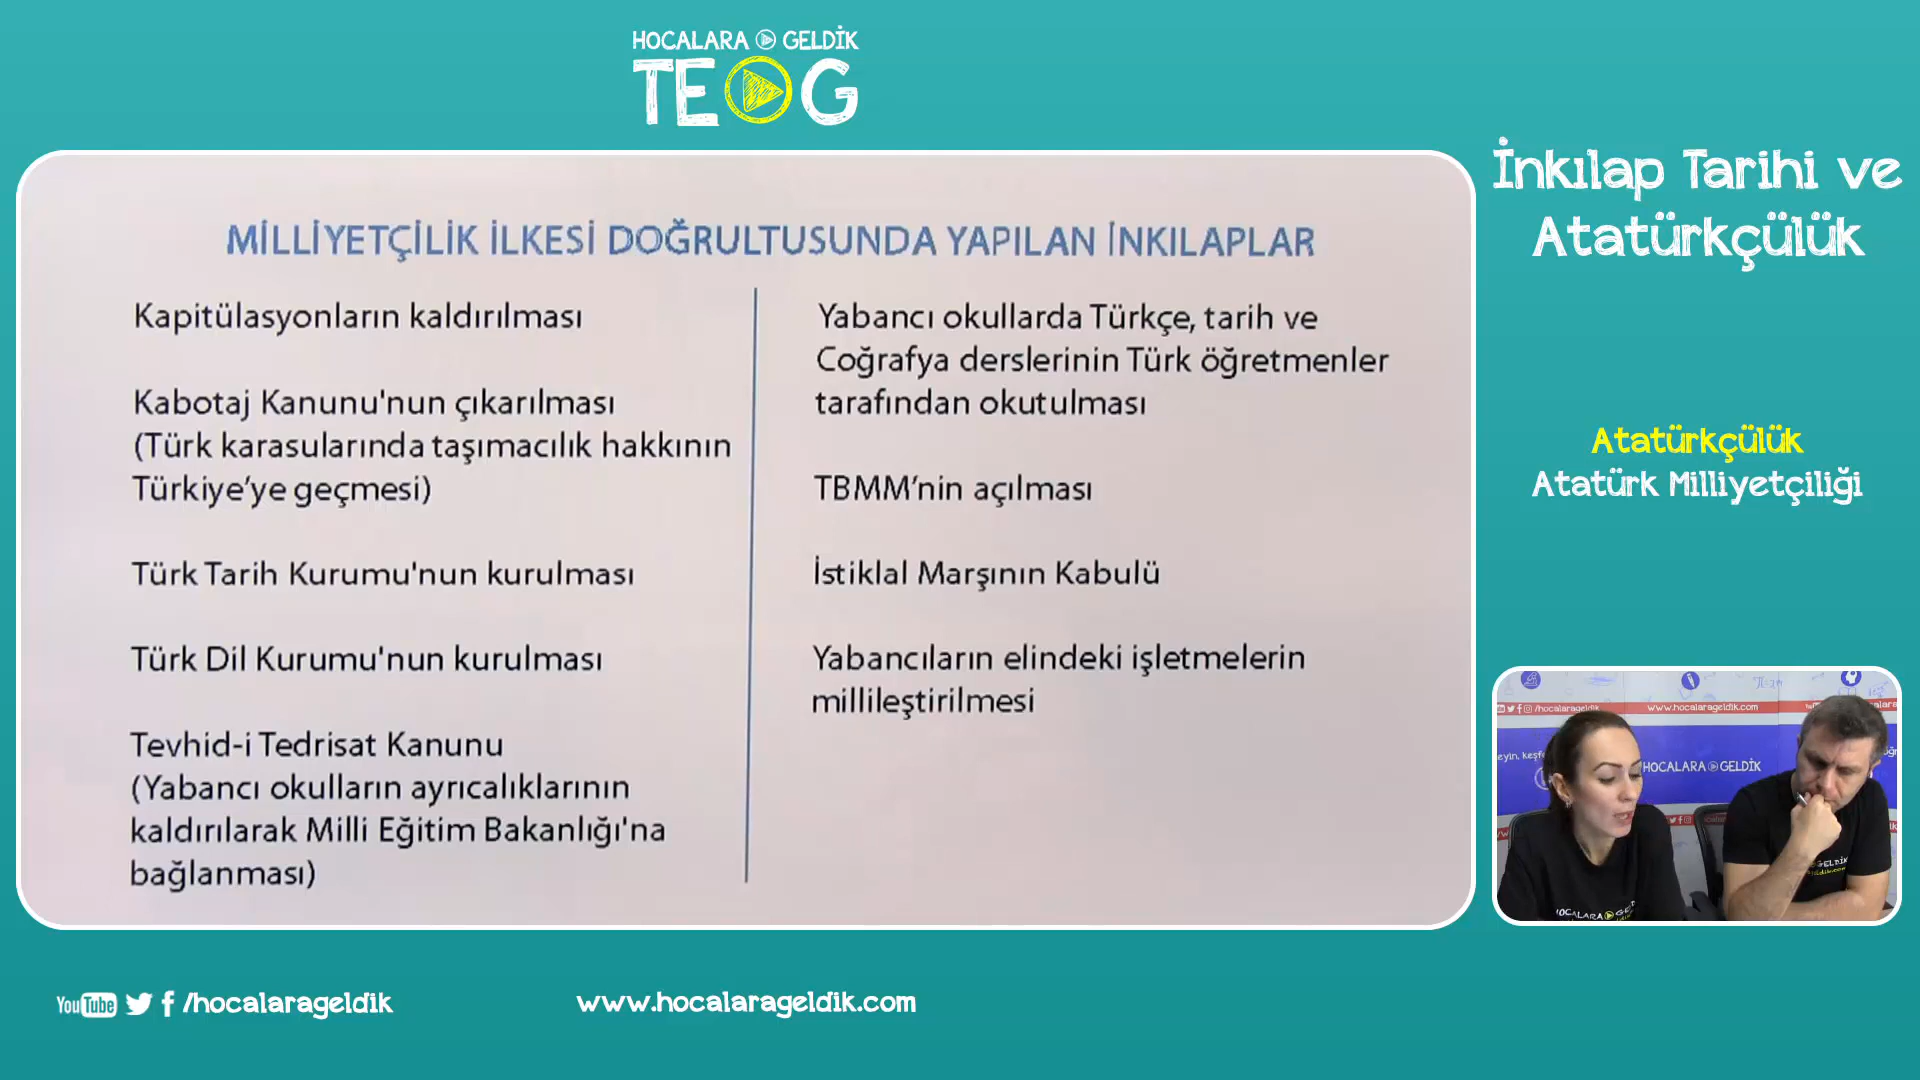 HOCALARA GELDİK
TEOG
İnkılap Tarihi ve
Atatürkçülük
Atatürkçülük
Atatürk Milliyetçiliği
MİLLİYETÇİLİK İLKESİ DOĞRULTUSUNDA YAPILAN İNKILAPLAR
Kapitülasyonların kaldırılması
Kabotaj Kanunu'nun çıkarılması
(Türk karasularında taşımacılık hakkının
Türkiye’ye geçmesi)
Türk Tarih Kurumu'nun kurulması
Türk Dil Kurumu'nun kurulması
Tevhid-i Tedrisat Kanunu
(Yabancı okulların ayrıcalıklarının
kaldırılarak Milli Eğitim Bakanlığı'na
bağlanması)
Yabancı okullarda Türkçe, tarih ve
Coğrafya derslerinin Türk öğretmenler
tarafından okutulması
TBMM’nin açılması
İstiklal Marşının Kabulü
Yabancıların elindeki işletmelerin
millileştirilmesi
/hocalarageldik
www.hocalarageldik.com
HOCALARA GELDİK
YouTube /hocalarageldik
www.hocalarageldik.com